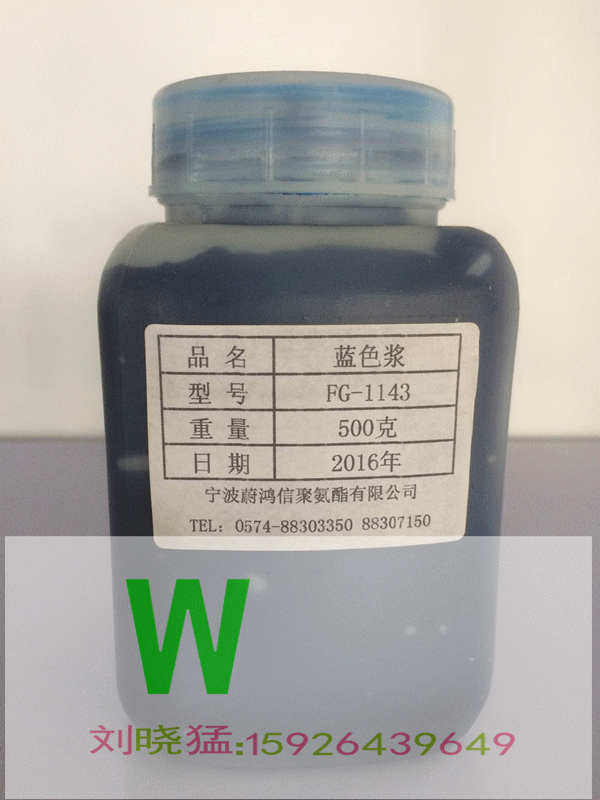 品名 蓝色浆
型号 FG-1143
重量 500克
日期 2016年
宁波蔚鸿信聚氨酯有限公司
TEL: 0574-88303350 88307150
W
刘晓猛:15926439649